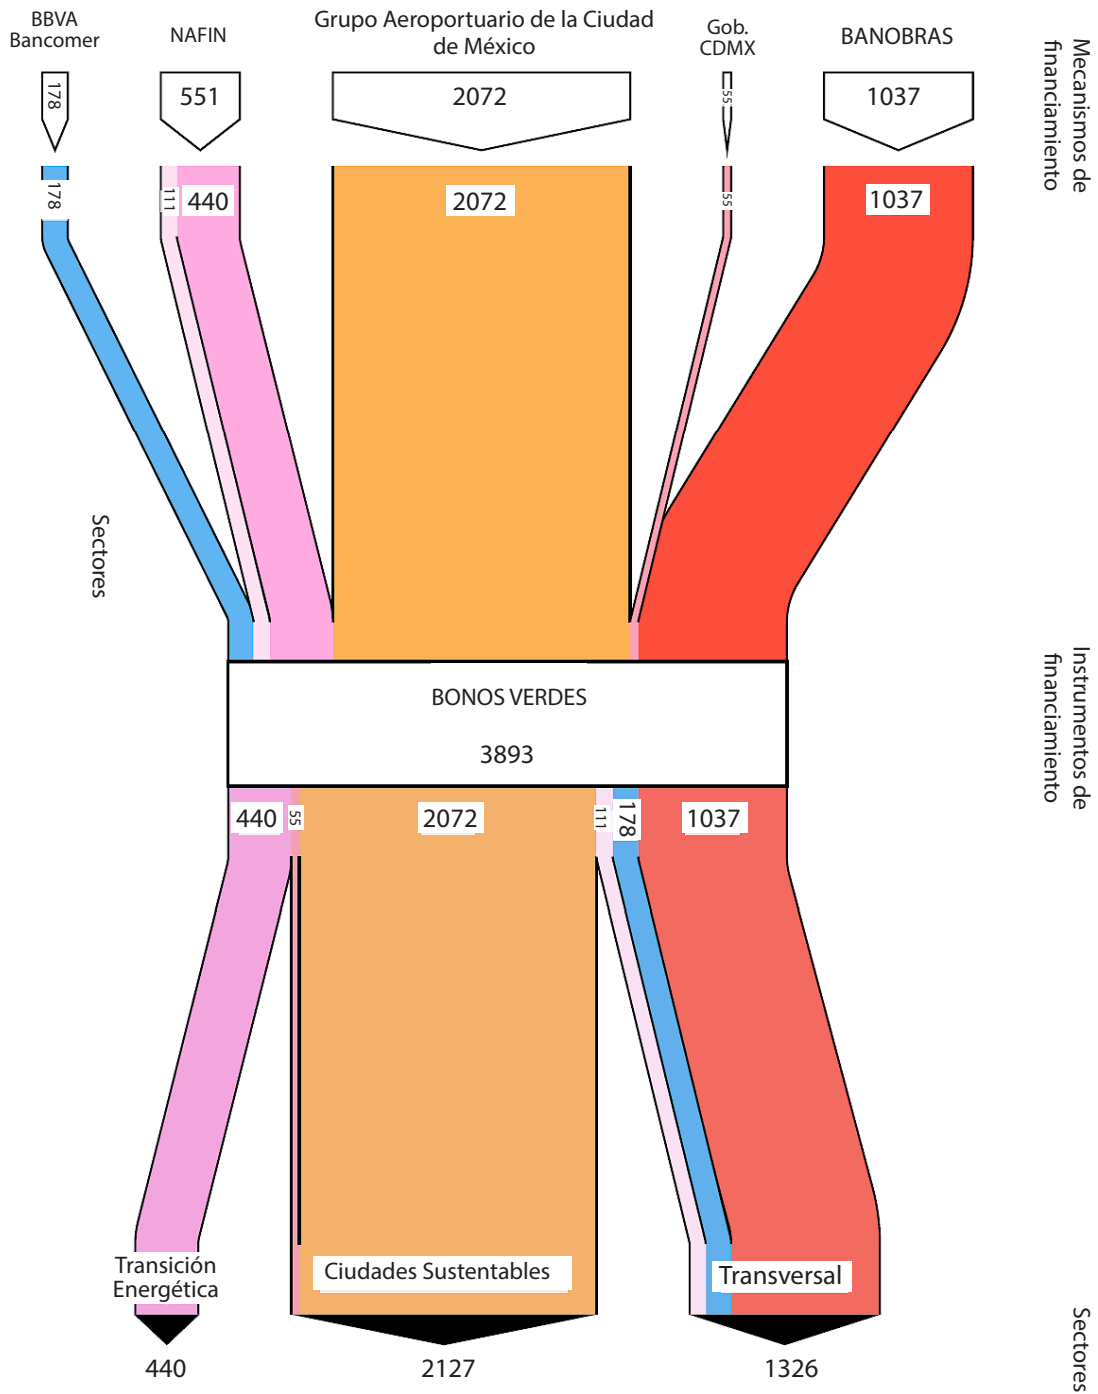 BBVA
Bancomer
NAFIN
Grupo Aeroportuario de la Ciudad
de México
Gob.
CDMX
BANOBRAS
Mecanismos de
financiamiento
178
551
2072
55
1037
178
111
440
2072
55
1037
Sectores
BONOS VERDES
3893
Instrumentos de
financiamiento
440
55
2072
111
178
1037
Transición
Energética
Ciudades Sustentables
Transversal
Sectores
440
2127
1326